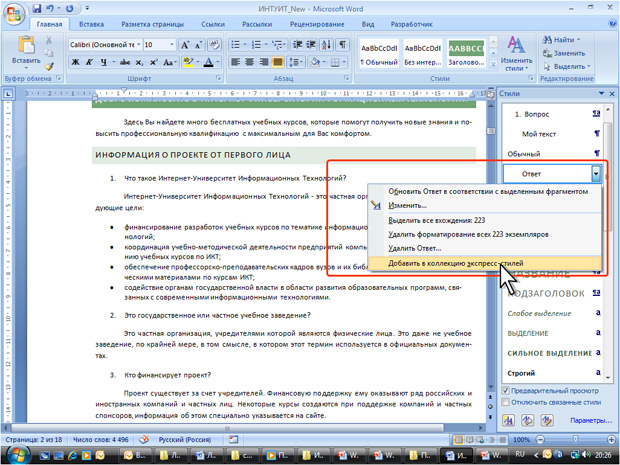 ИНТУИТ_New - Microsoft Word
Главная Вставка Разметка страницы Ссылки Рассылки Рецензирование Вид Разработчик
Calibri (Основной те 10
Вставить
AaBbCcDdI AaBbCcDdI AABBCC
¶ Обычный ¶ Без интер... Заголово...
Изменить стили
Найти
Заменить
Выделить
Буфер обмена Шрифт Абзац Стили Редактирование
Здесь Вы найдете много бесплатных учебных курсов, которые помогут получить новые знания и по-
высить профессиональную квалификацию с максимальным для Вас комфортом.
ИНФОРМАЦИЯ О ПРОЕКТЕ ОТ ПЕРВОГО ЛИЦА
1. Что такое Интернет-Университет Информационных Технологий?
Интернет-Университет Информационных Технологий - это частная орг
дующие цели:
• финансирование разработок учебных курсов по тематике информацио
нологий;
• координация учебно-методической деятельности предприятий комп
нию учебных курсов по ИКТ;
• обеспечение профессорско-преподавательских кадров вузов и их биб
ческими материалами по курсам ИКТ;
• содействие органам государственной власти в области развития образовательных программ, свя-
занных с современными информационными технологиями.
2. Это государственное или частное учебное заведение?
Это частная организация, учредителями которой являются физические лица. Это даже не учебное
заведение, по крайней мере, в том смысле, в котором этот термин используется в официальных докумен-
тах.
3. Кто финансирует проект?
Проект существует за счет учредителей. Финансовую поддержку ему оказывают ряд российских и
иностранных компаний и частных лиц. Некоторые курсы создаются при поддержке компаний и частных
спонсоров, информация об этом специально указывается на сайте.
Стили
1. Вопрос
Мой текст
Обычный
Ответ
Обновить Ответ в соответствии с выделенным фрагментом
Изменить...
Выделить все вхождения: 223
Удалить форматирование всех 223 экземпляров
Удалить Ответ...
Добавить в коллекцию экспресс-стилей
НАЗВАНИЕ
ПОДЗАГОЛОВОК
Слабое выделение
ВЫДЕЛЕНИЕ
СИЛЬНОЕ ВЫДЕЛЕНИЕ
Строгий
Предварительный просмотр
Отключить связанные стили
Параметры...
Страница: 2 из 18 Число слов: 4 496 Русский (Россия) 100%
RU 20:26